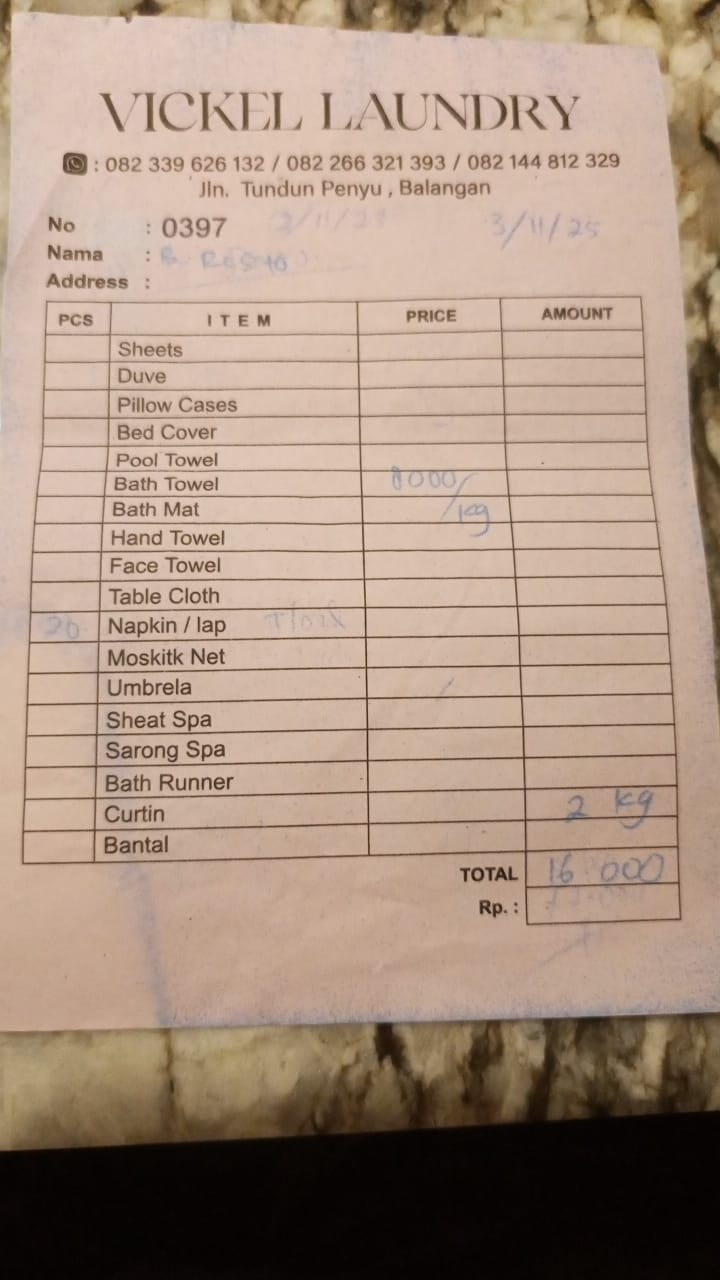 VICKEL LAUNDRY
: 082 339 626 132 / 082 266 321 393 / 082 144 812 329
Jln. Tundun Penyu , Balangan
No : 0397 3/11/25
Nama : B.
Address :
PCS ITEM PRICE AMOUNT
Sheets
Duve
Pillow Cases
Bed Cover
Pool Towel
Bath Towel 8000/
Bath Mat kg
Hand Towel
Face Towel
Table Cloth
20 Napkin / lap
Moskitk Net
Umbrela
Sheat Spa
Sarong Spa
Bath Runner
Curtin 2 kg
Bantal
TOTAL 16 000
Rp. :